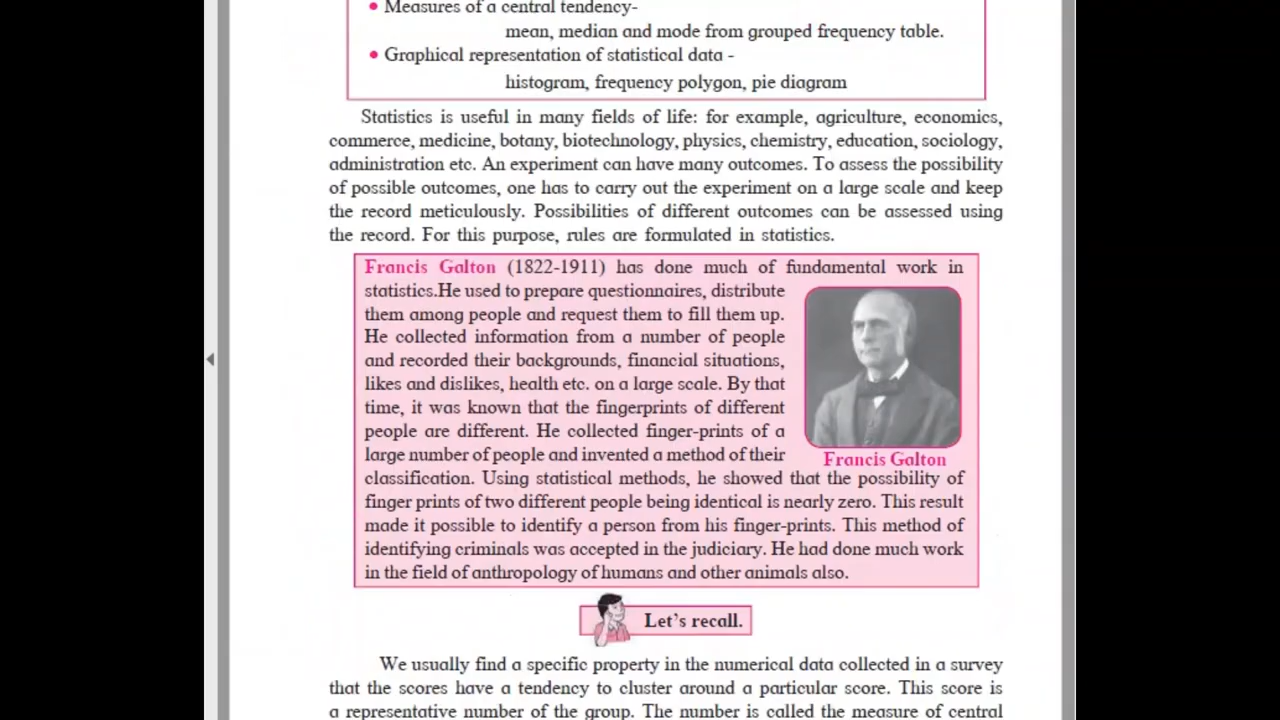 • Measures of a central tendency-
mean, median and mode from grouped frequency table.
• Graphical representation of statistical data -
histogram, frequency polygon, pie diagram
Statistics is useful in many fields of life: for example, agriculture, economics,
commerce, medicine, botany, biotechnology, physics, chemistry, education, sociology,
administration etc. An experiment can have many outcomes. To assess the possibility
of possible outcomes, one has to carry out the experiment on a large scale and keep
the record meticulously. Possibilities of different outcomes can be assessed using
the record. For this purpose, rules are formulated in statistics.
Francis Galton (1822-1911) has done much of fundamental work in
statistics.He used to prepare questionnaires, distribute
them among people and request them to fill them up.
He collected information from a number of people
and recorded their backgrounds, financial situations,
likes and dislikes, health etc. on a large scale. By that
time, it was known that the fingerprints of different
people are different. He collected finger-prints of a
large number of people and invented a method of their
Francis Galton
classification. Using statistical methods, he showed that the possibility of
finger prints of two different people being identical is nearly zero. This result
made it possible to identify a person from his finger-prints. This method of
identifying criminals was accepted in the judiciary. He had done much work
in the field of anthropology of humans and other animals also.
Let's recall.
We usually find a specific property in the numerical data collected in a survey
that the scores have a tendency to cluster around a particular score. This score is
a representative number of the group. The number is called the measure of central